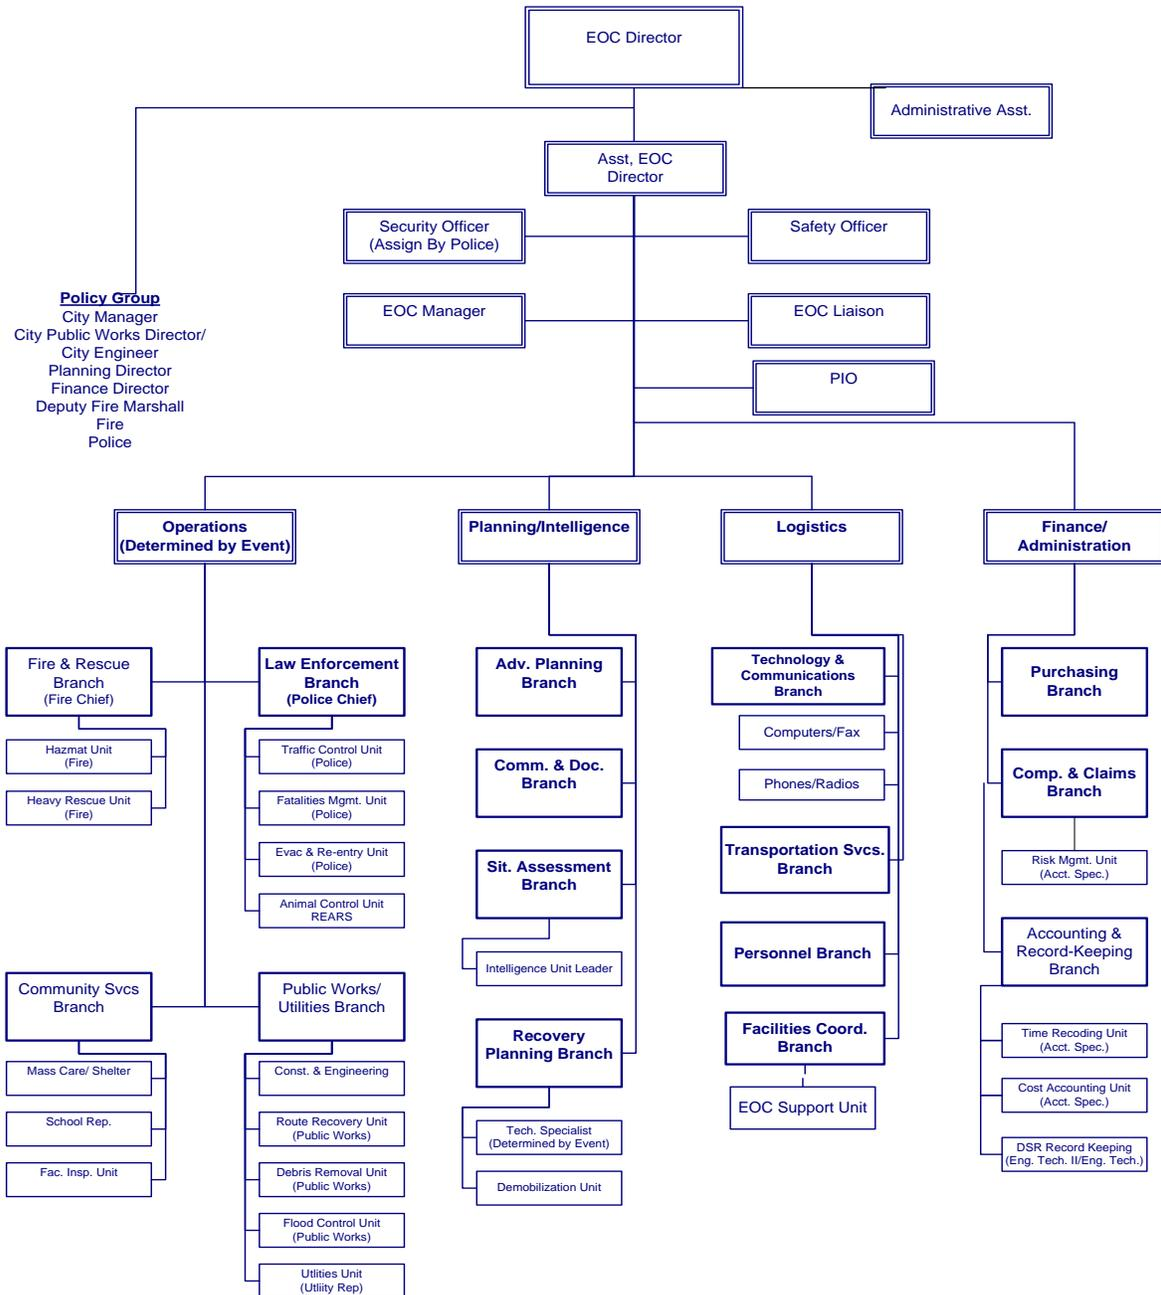 EOC Director
Administrative Asst.
Asst, EOC
Director
Security Officer
(Assign By Police)
Safety Officer
EOC Manager
EOC Liaison
PIO
Policy Group
City Manager
City Public Works Director/
City Engineer
Planning Director
Finance Director
Deputy Fire Marshall
Fire
Police
Operations
(Determined by Event)
Planning/Intelligence
Logistics
Finance/
Administration
Fire & Rescue
Branch
(Fire Chief)
Hazmat Unit
(Fire)
Heavy Rescue Unit
(Fire)
Law Enforcement
Branch
(Police Chief)
Traffic Control Unit
(Police)
Fatalities Mgmt. Unit
(Police)
Evac & Re-entry Unit
(Police)
Animal Control Unit
REARS
Community Svcs
Branch
Mass Care/ Shelter
School Rep.
Fac. Insp. Unit
Public Works/
Utilities Branch
Const. & Engineering
Route Recovery Unit
(Public Works)
Debris Removal Unit
(Public Works)
Flood Control Unit
(Public Works)
Utlities Unit
(Utliity Rep)
Adv. Planning
Branch
Comm. & Doc.
Branch
Sit. Assessment
Branch
Intelligence Unit Leader
Recovery
Planning Branch
Tech. Specialist
(Determined by Event)
Demobilization Unit
Technology &
Communications
Branch
Computers/Fax
Phones/Radios
Transportation Svcs.
Branch
Personnel Branch
Facilities Coord.
Branch
EOC Support Unit
Purchasing
Branch
Comp. & Claims
Branch
Risk Mgmt. Unit
(Acct. Spec.)
Accounting &
Record-Keeping
Branch
Time Recoding Unit
(Acct. Spec.)
Cost Accounting Unit
(Acct. Spec.)
DSR Record Keeping
(Eng. Tech. II/Eng. Tech.)